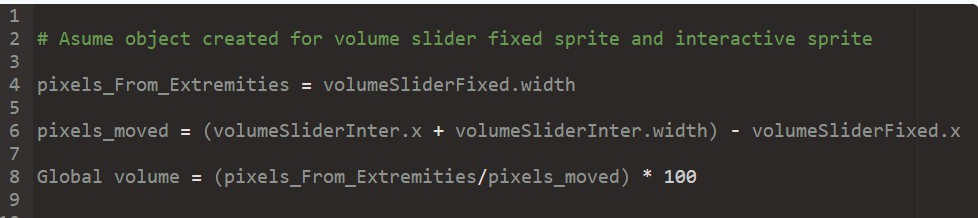 1
2 # Asume object created for volume slider fixed sprite and interactive sprite
3
4 pixels_From_Extremities = volumeSliderFixed.width
5
6 pixels_moved = (volumeSliderInter.x + volumeSliderInter.width) - volumeSliderFixed.x
7
8 Global volume = (pixels_From_Extremities/pixels_moved) * 100
9